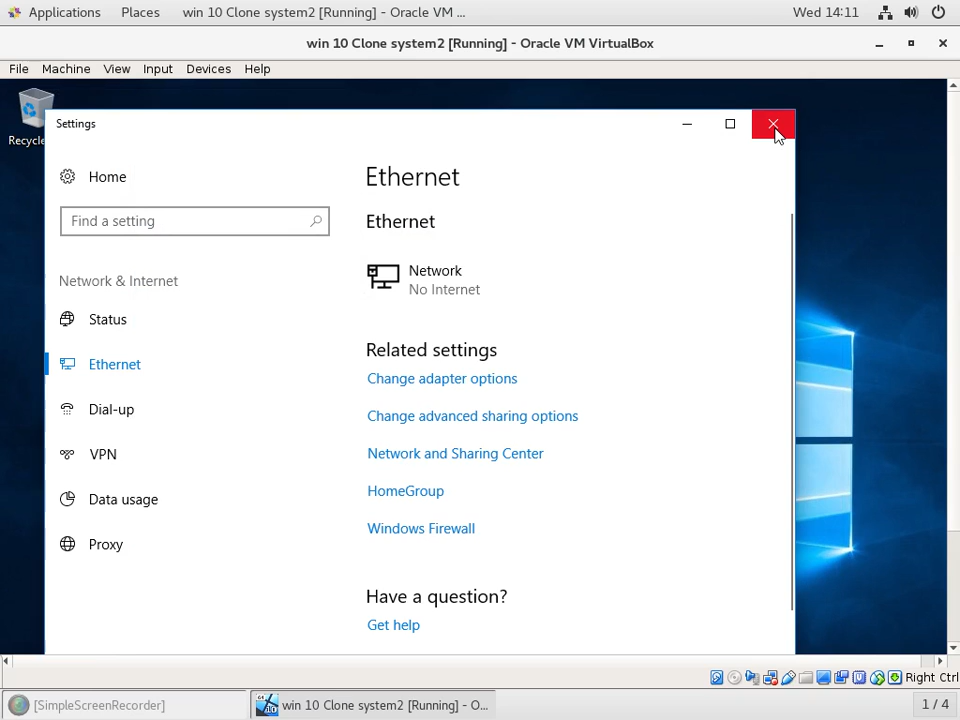 Applications Places win 10 Clone system2 [Running] - Oracle VM ... Wed 14:11
win 10 Clone system2 [Running] - Oracle VM VirtualBox
File Machine View Input Devices Help
Recycle
Settings
Home
Find a setting
Network & Internet
Status
Ethernet
Dial-up
VPN
Data usage
Proxy
Ethernet
Ethernet
Network
No Internet
Related settings
Change adapter options
Change advanced sharing options
Network and Sharing Center
HomeGroup
Windows Firewall
Have a question?
Get help
Right Ctrl
[SimpleScreenRecorder] win 10 Clone system2 [Running] - O... 1 / 4